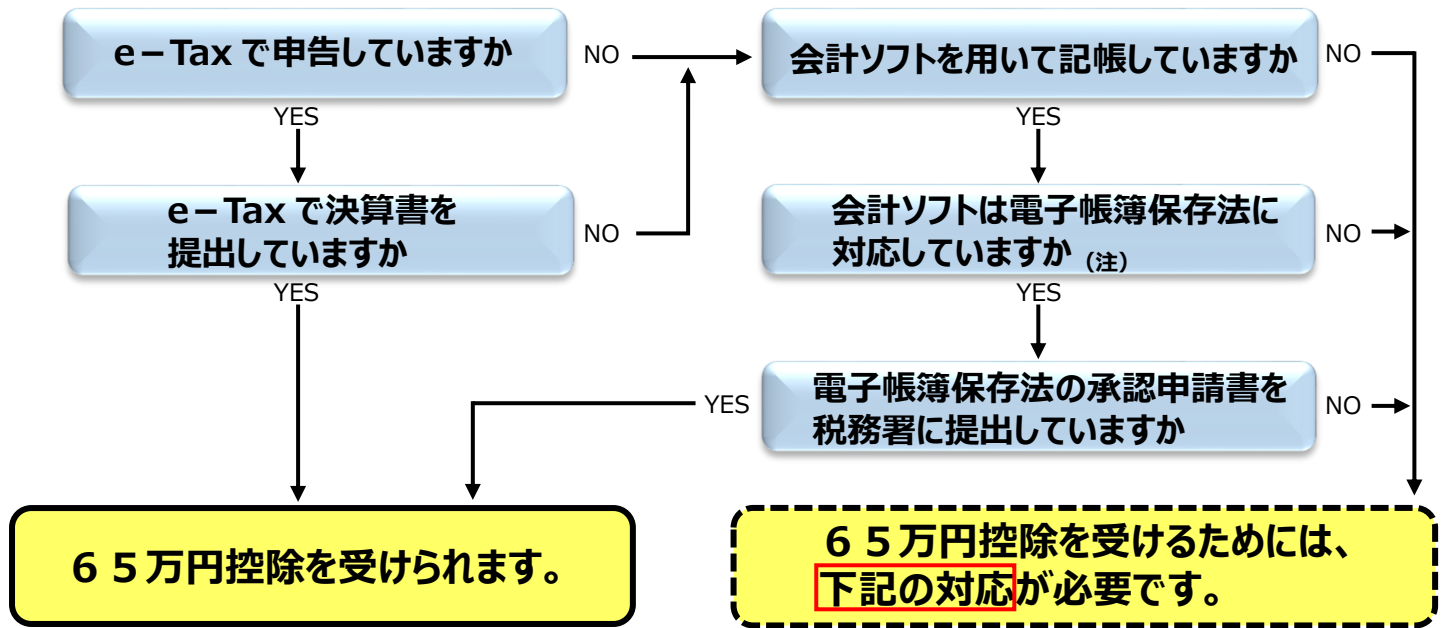 e－Tax で申告していますか
NO
会計ソフトを用いて記帳していますか
NO
YES
YES
e－Tax で決算書を
提出していますか
NO
会計ソフトは電子帳簿保存法に
対応していますか (注)
NO
YES
YES
YES
電子帳簿保存法の承認申請書を
税務署に提出していますか
NO
６５万円控除を受けられます。
６５万円控除を受けるためには、
下記の対応が必要です。